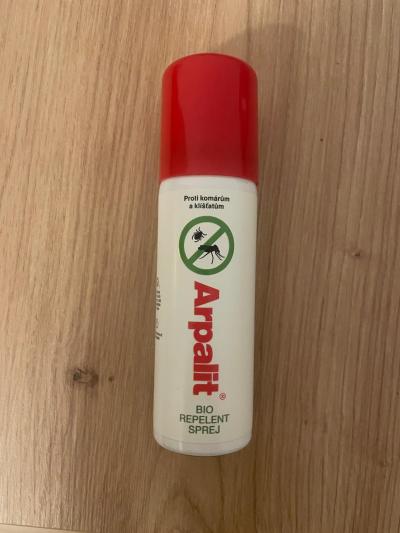 Proti komárům
a klíšťatům
Arpalit®
BIO
REPELENT
SPREJ